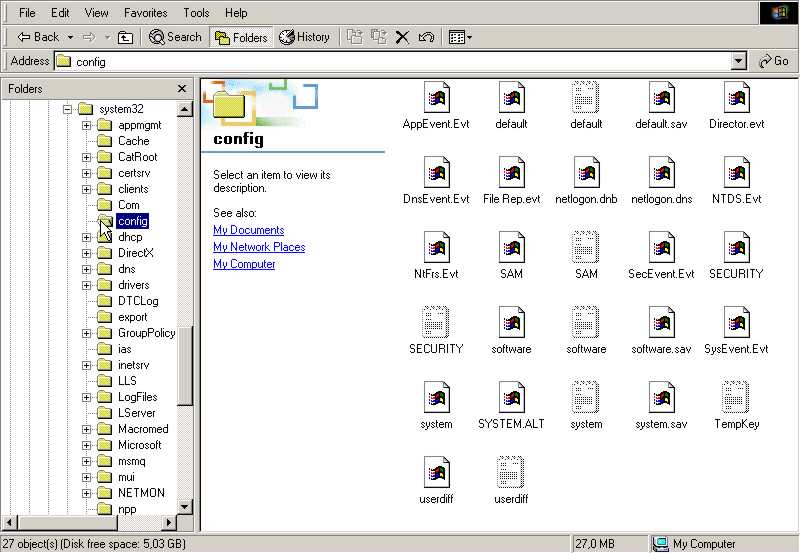 File Edit View Favorites Tools Help
Back Search Folders History
Address config Go
Folders
system32
appmgmt
Cache
CatRoot
certsrv
clients
Com
config
dhcp
DirectX
dns
drivers
DTCLog
export
GroupPolicy
ias
inetsrv
LLS
LogFiles
LServer
Macromed
Microsoft
msmq
mui
NETMON
npp
config
Select an item to view its
description.
See also:
My Documents
My Network Places
My Computer
AppEvent.Evt default default default.sav Director.evt
DnsEvent.Evt File Rep.evt netlogon.dnb netlogon.dns NTDS.Evt
NtFrs.Evt SAM SAM SecEvent.Evt SECURITY
SECURITY software software software.sav SysEvent.Evt
system SYSTEM.ALT system system.sav TempKey
userdiff userdiff
27 object(s) (Disk free space: 5,03 GB) 27,0 MB My Computer